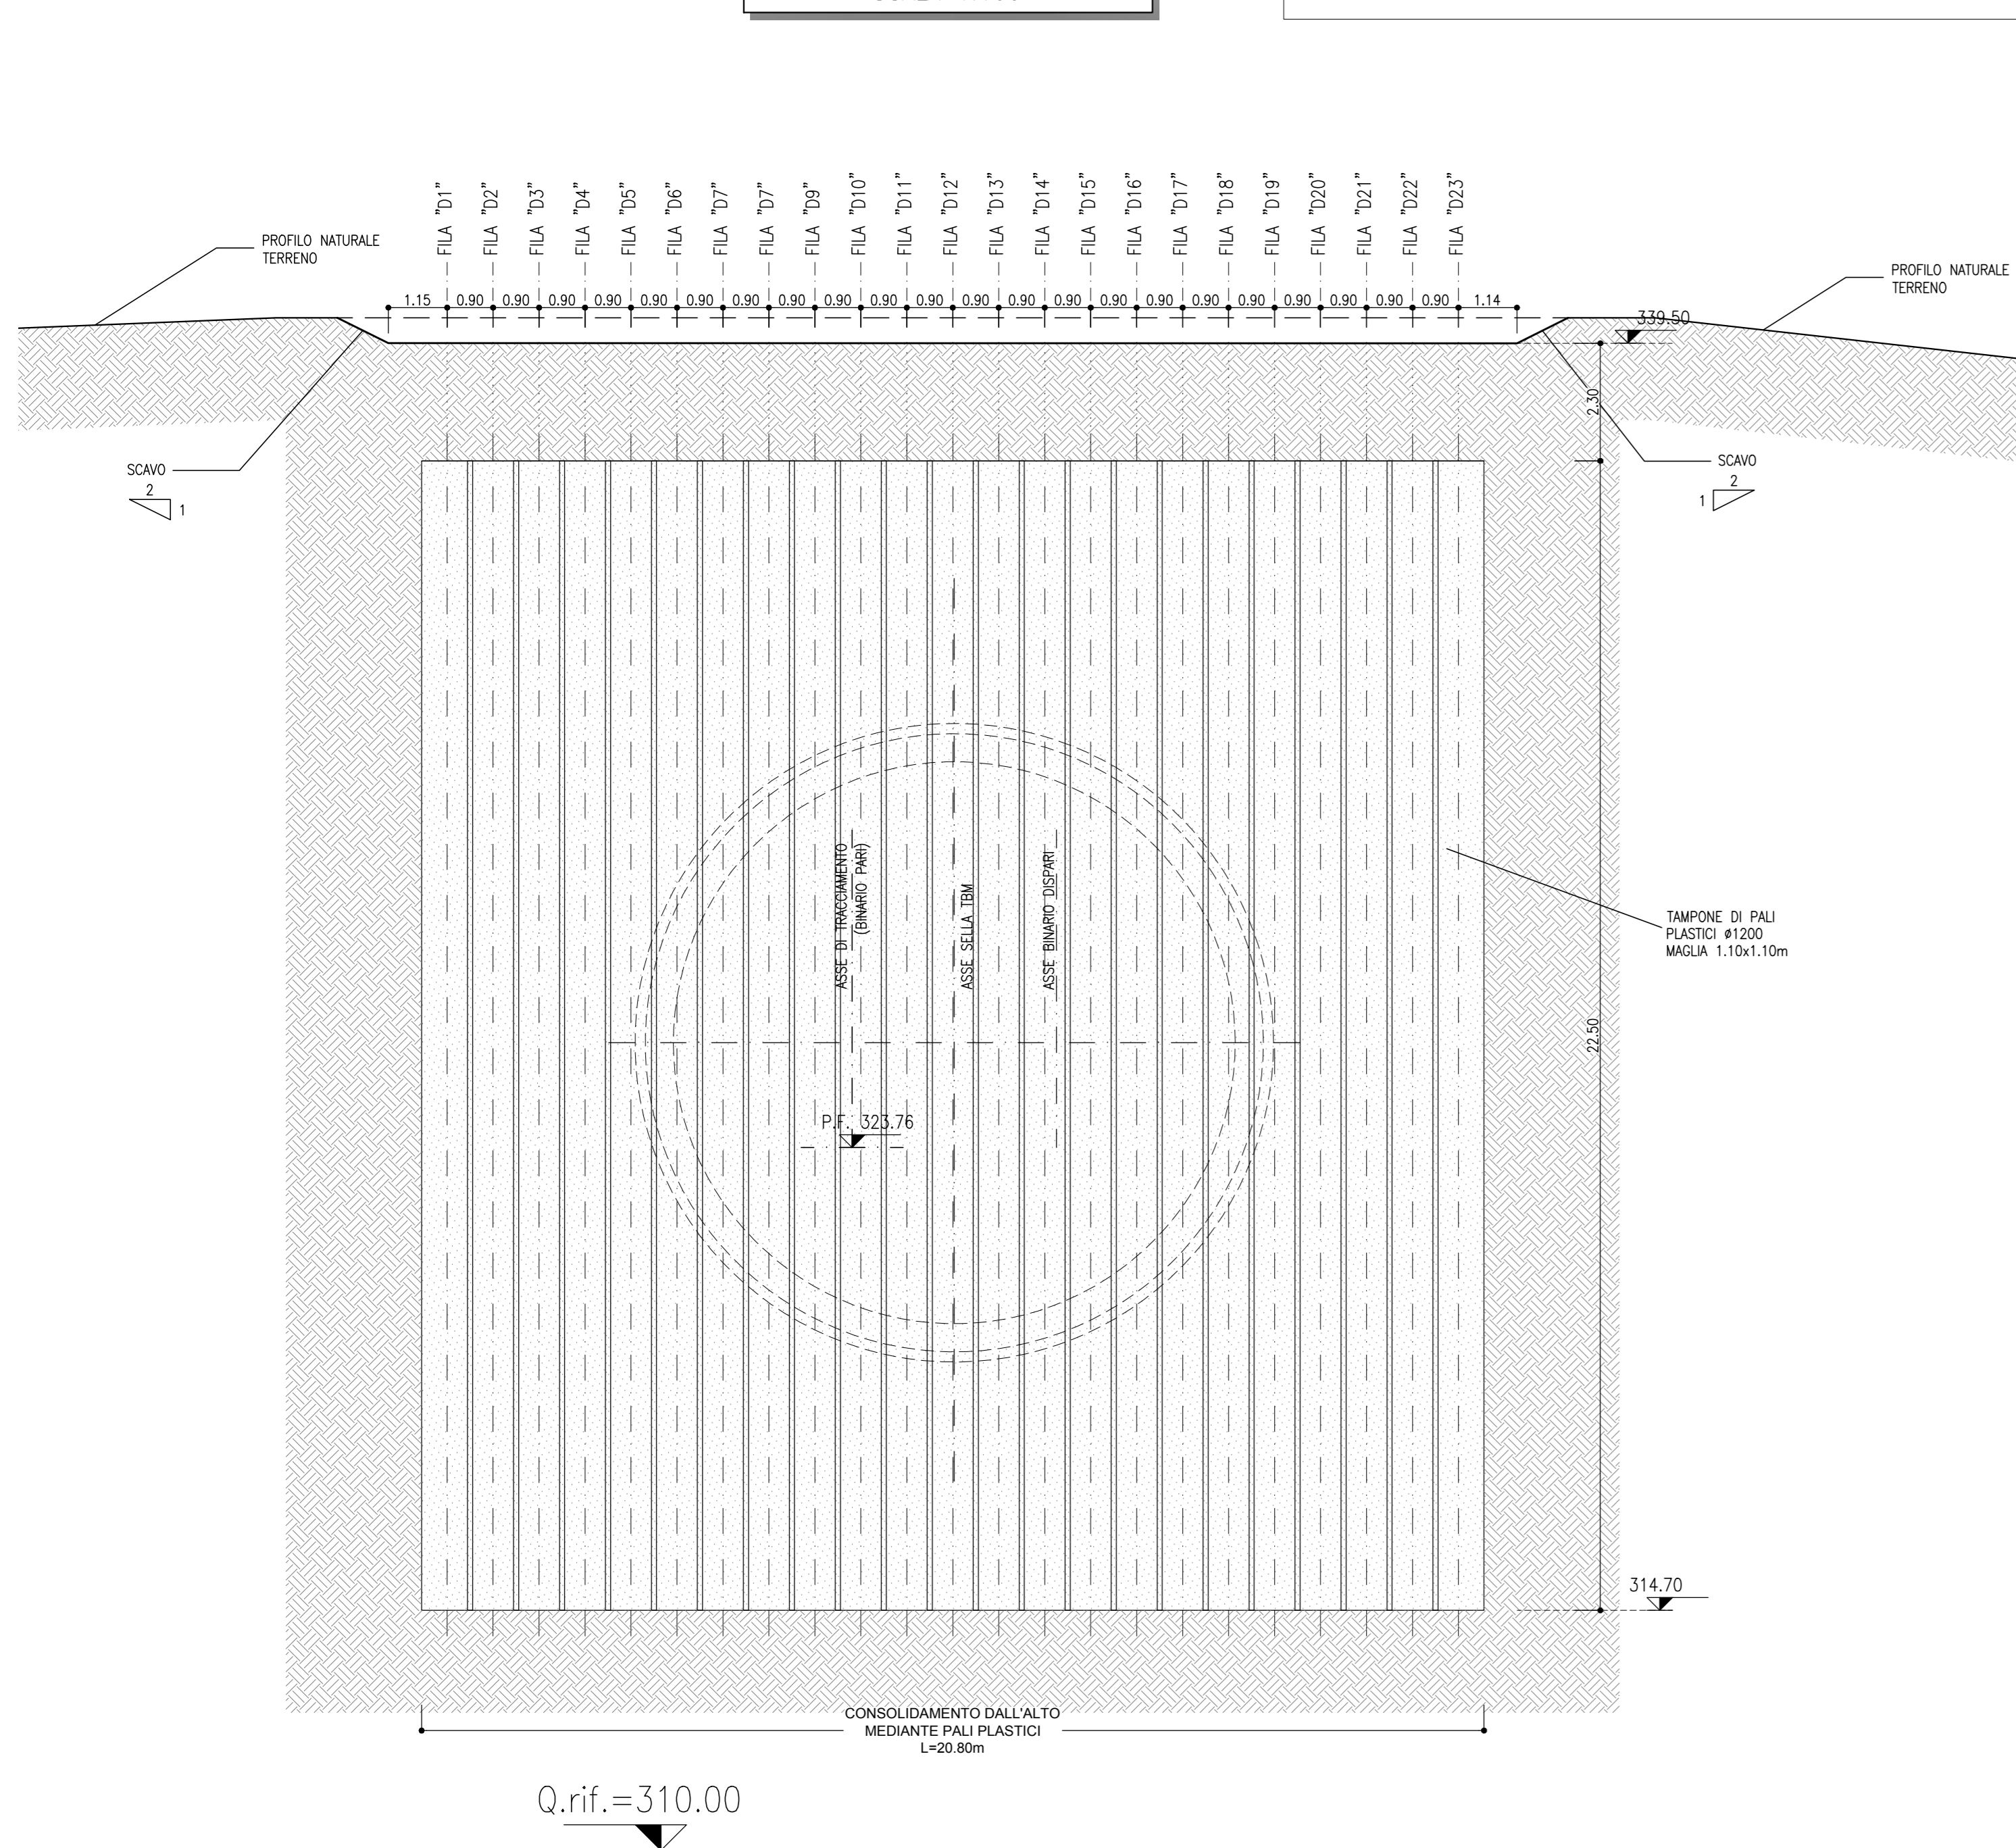 FILA "D1"
FILA "D2"
FILA "D3"
FILA "D4"
FILA "D5"
FILA "D6"
FILA "D7"
FILA "D7"
FILA "D9"
FILA "D10"
FILA "D11"
FILA "D12"
FILA "D13"
FILA "D14"
FILA "D15"
FILA "D16"
FILA "D17"
FILA "D18"
FILA "D19"
FILA "D20"
FILA "D21"
FILA "D22"
FILA "D23"
PROFILO NATURALE
TERRENO
PROFILO NATURALE
TERRENO
1.15 0.90 0.90 0.90 0.90 0.90 0.90 0.90 0.90 0.90 0.90 0.90 0.90 0.90 0.90 0.90 0.90 0.90 0.90 0.90 0.90 0.90 0.90 1.14
339.50
2.30
SCAVO
2
1
SCAVO
2
1
ASSE DI TRACCIAMENTO
(BINARIO PARI)
ASSE SELLA TBM
ASSE BINARIO DISPARI
TAMPONE DI PALI
PLASTICI ø1200
MAGLIA 1.10x1.10m
22.50
P.F. 323.76
314.70
CONSOLIDAMENTO DALL'ALTO
MEDIANTE PALI PLASTICI
L=20.80m
Q.rif.=310.00